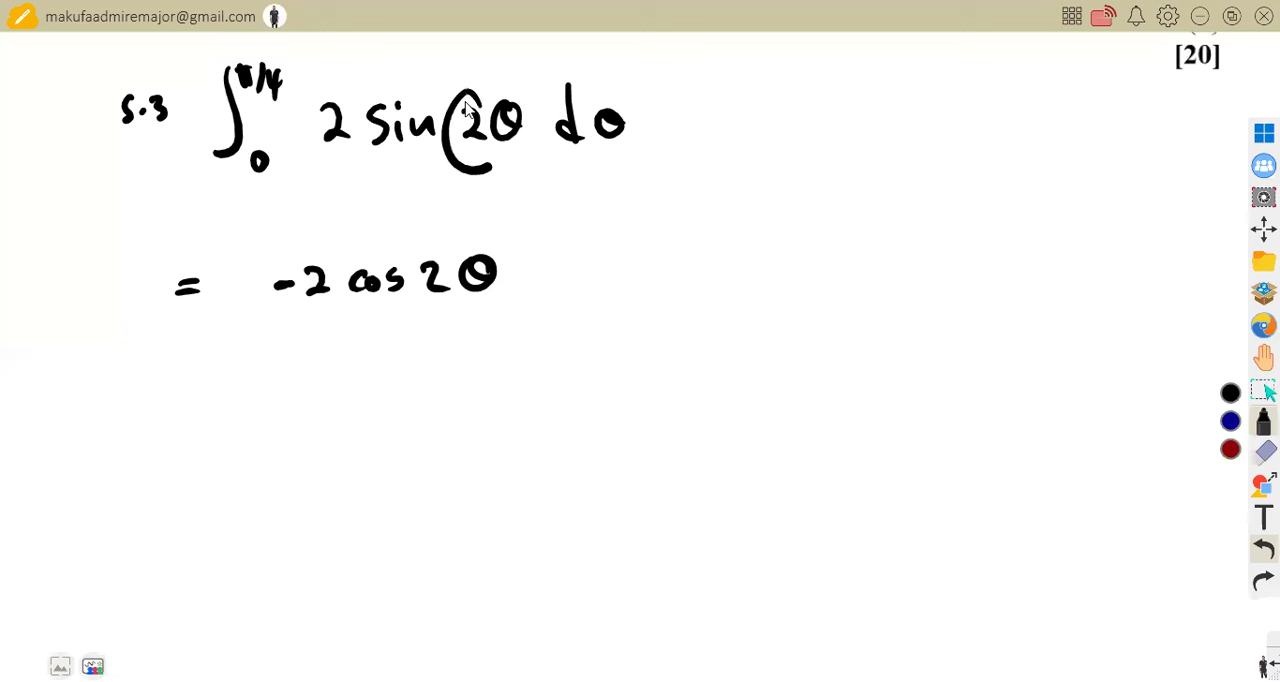 makufaadmiremajor@gmail.com
[20]
5.3 ∫₀^π/4 2 sin(2θ dθ
= -2 cos 2θ
T